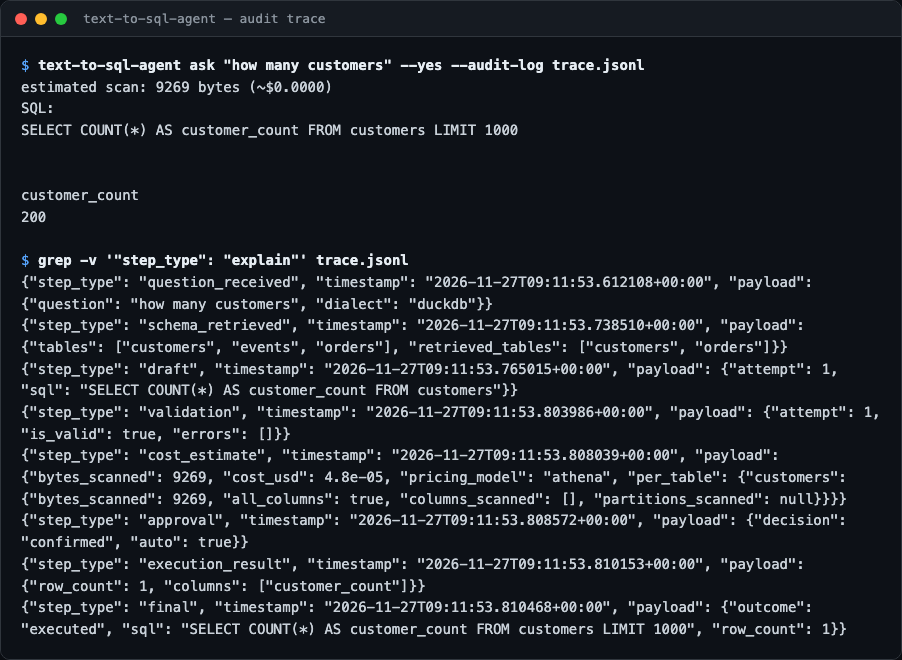 text-to-sql-agent — audit trace
$ text-to-sql-agent ask "how many customers" --yes --audit-log trace.jsonl
estimated scan: 9269 bytes (~$0.0000)
SQL:
SELECT COUNT(*) AS customer_count FROM customers LIMIT 1000
customer_count
200
$ grep -v '"step_type": "explain"' trace.jsonl
{"step_type": "question_received", "timestamp": "2026-11-27T09:11:53.612108+00:00", "payload":
{"question": "how many customers", "dialect": "duckdb"}}
{"step_type": "schema_retrieved", "timestamp": "2026-11-27T09:11:53.738510+00:00", "payload":
{"tables": ["customers", "events", "orders"], "retrieved_tables": ["customers", "orders"]}}
{"step_type": "draft", "timestamp": "2026-11-27T09:11:53.765015+00:00", "payload": {"attempt": 1,
"sql": "SELECT COUNT(*) AS customer_count FROM customers"}}
{"step_type": "validation", "timestamp": "2026-11-27T09:11:53.803986+00:00", "payload": {"attempt": 1,
"is_valid": true, "errors": []}}
{"step_type": "cost_estimate", "timestamp": "2026-11-27T09:11:53.808039+00:00", "payload":
{"bytes_scanned": 9269, "cost_usd": 4.8e-05, "pricing_model": "athena", "per_table": {"customers":
{"bytes_scanned": 9269, "all_columns": true, "columns_scanned": [], "partitions_scanned": null}}}}
{"step_type": "approval", "timestamp": "2026-11-27T09:11:53.808572+00:00", "payload": {"decision":
"confirmed", "auto": true}}
{"step_type": "execution_result", "timestamp": "2026-11-27T09:11:53.810153+00:00", "payload":
{"row_count": 1, "columns": ["customer_count"]}}
{"step_type": "final", "timestamp": "2026-11-27T09:11:53.810468+00:00", "payload": {"outcome":
"executed", "sql": "SELECT COUNT(*) AS customer_count FROM customers LIMIT 1000", "row_count": 1}}